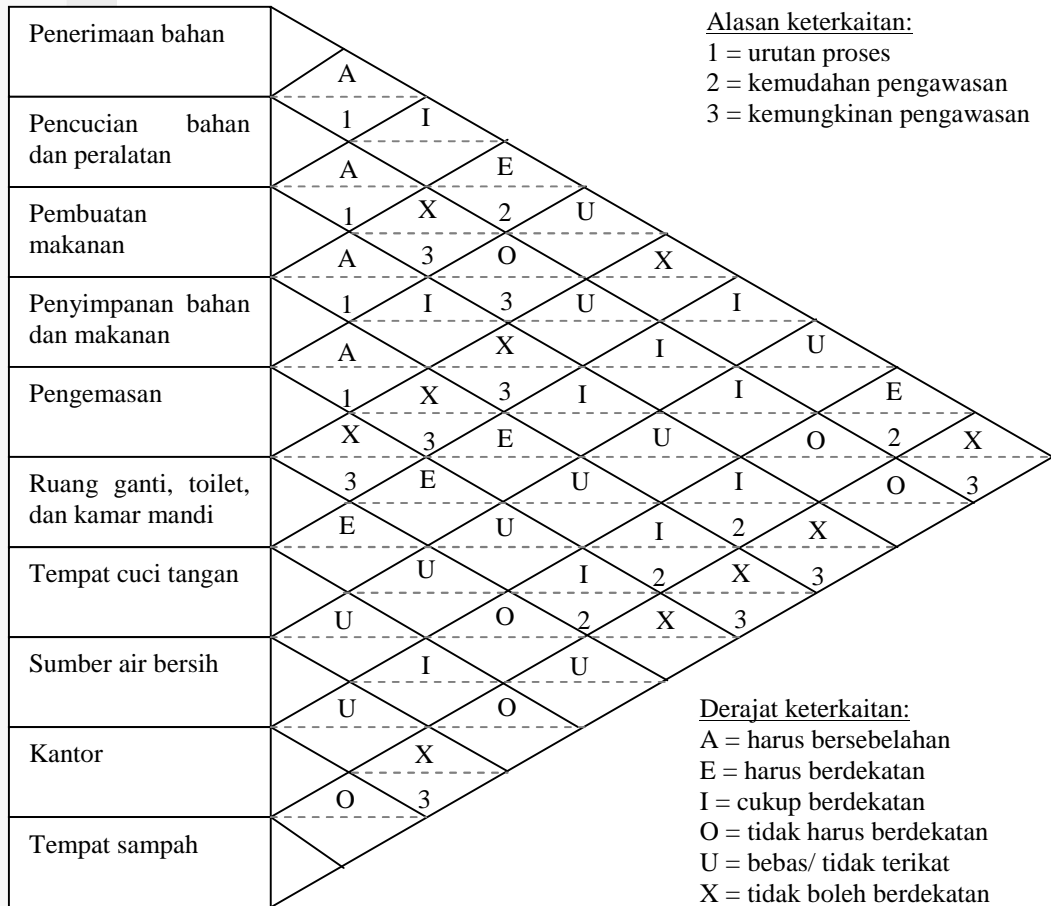 Penerimaan bahan
Pencucian bahan
dan peralatan
Pembuatan
makanan
Penyimpanan bahan
dan makanan
Pengemasan
Ruang ganti, toilet,
dan kamar mandi
Tempat cuci tangan
Sumber air bersih
Kantor
Tempat sampah
A
1 I
A E
1 X 2 U
A 3 O X
1 I 3 U I
A X I U
1 X 3 I I E
X 3 E U O 2 X
3 E U I O 3
E U I 2 X
U I 2 X 3
U O 2 X 3
I U
U O
X
O 3
Alasan keterkaitan:
1 = urutan proses
2 = kemudahan pengawasan
3 = kemungkinan pengawasan
Derajat keterkaitan:
A = harus bersebelahan
E = harus berdekatan
I = cukup berdekatan
O = tidak harus berdekatan
U = bebas/ tidak terikat
X = tidak boleh berdekatan